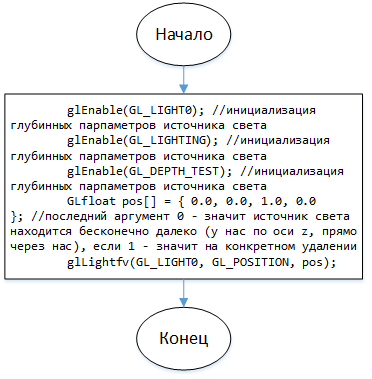 Начало
glEnable(GL_LIGHT0); //инициализация
глубинных парпаметров источника света
glEnable(GL_LIGHTING); //инициализация
глубинных парпаметров источника света
glEnable(GL_DEPTH_TEST); //инициализация
глубинных парпаметров источника света
GLfloat pos[] = { 0.0, 0.0, 1.0, 0.0
}; //последний аргумент 0 - значит источник света
находится бесконечно далеко (у нас по оси z, прямо
через нас), если 1 - значит на конкретном удалении
glLightfv(GL_LIGHT0, GL_POSITION, pos);
Конец